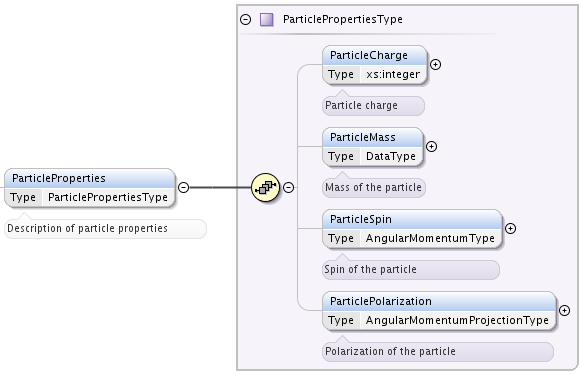 ParticlePropertiesType
ParticleCharge
Type xs:integer
Particle charge
ParticleMass
Type DataType
Mass of the particle
ParticleProperties
Type ParticlePropertiesType
Description of particle properties
ParticleSpin
Type AngularMomentumType
Spin of the particle
ParticlePolarization
Type AngularMomentumProjectionType
Polarization of the particle